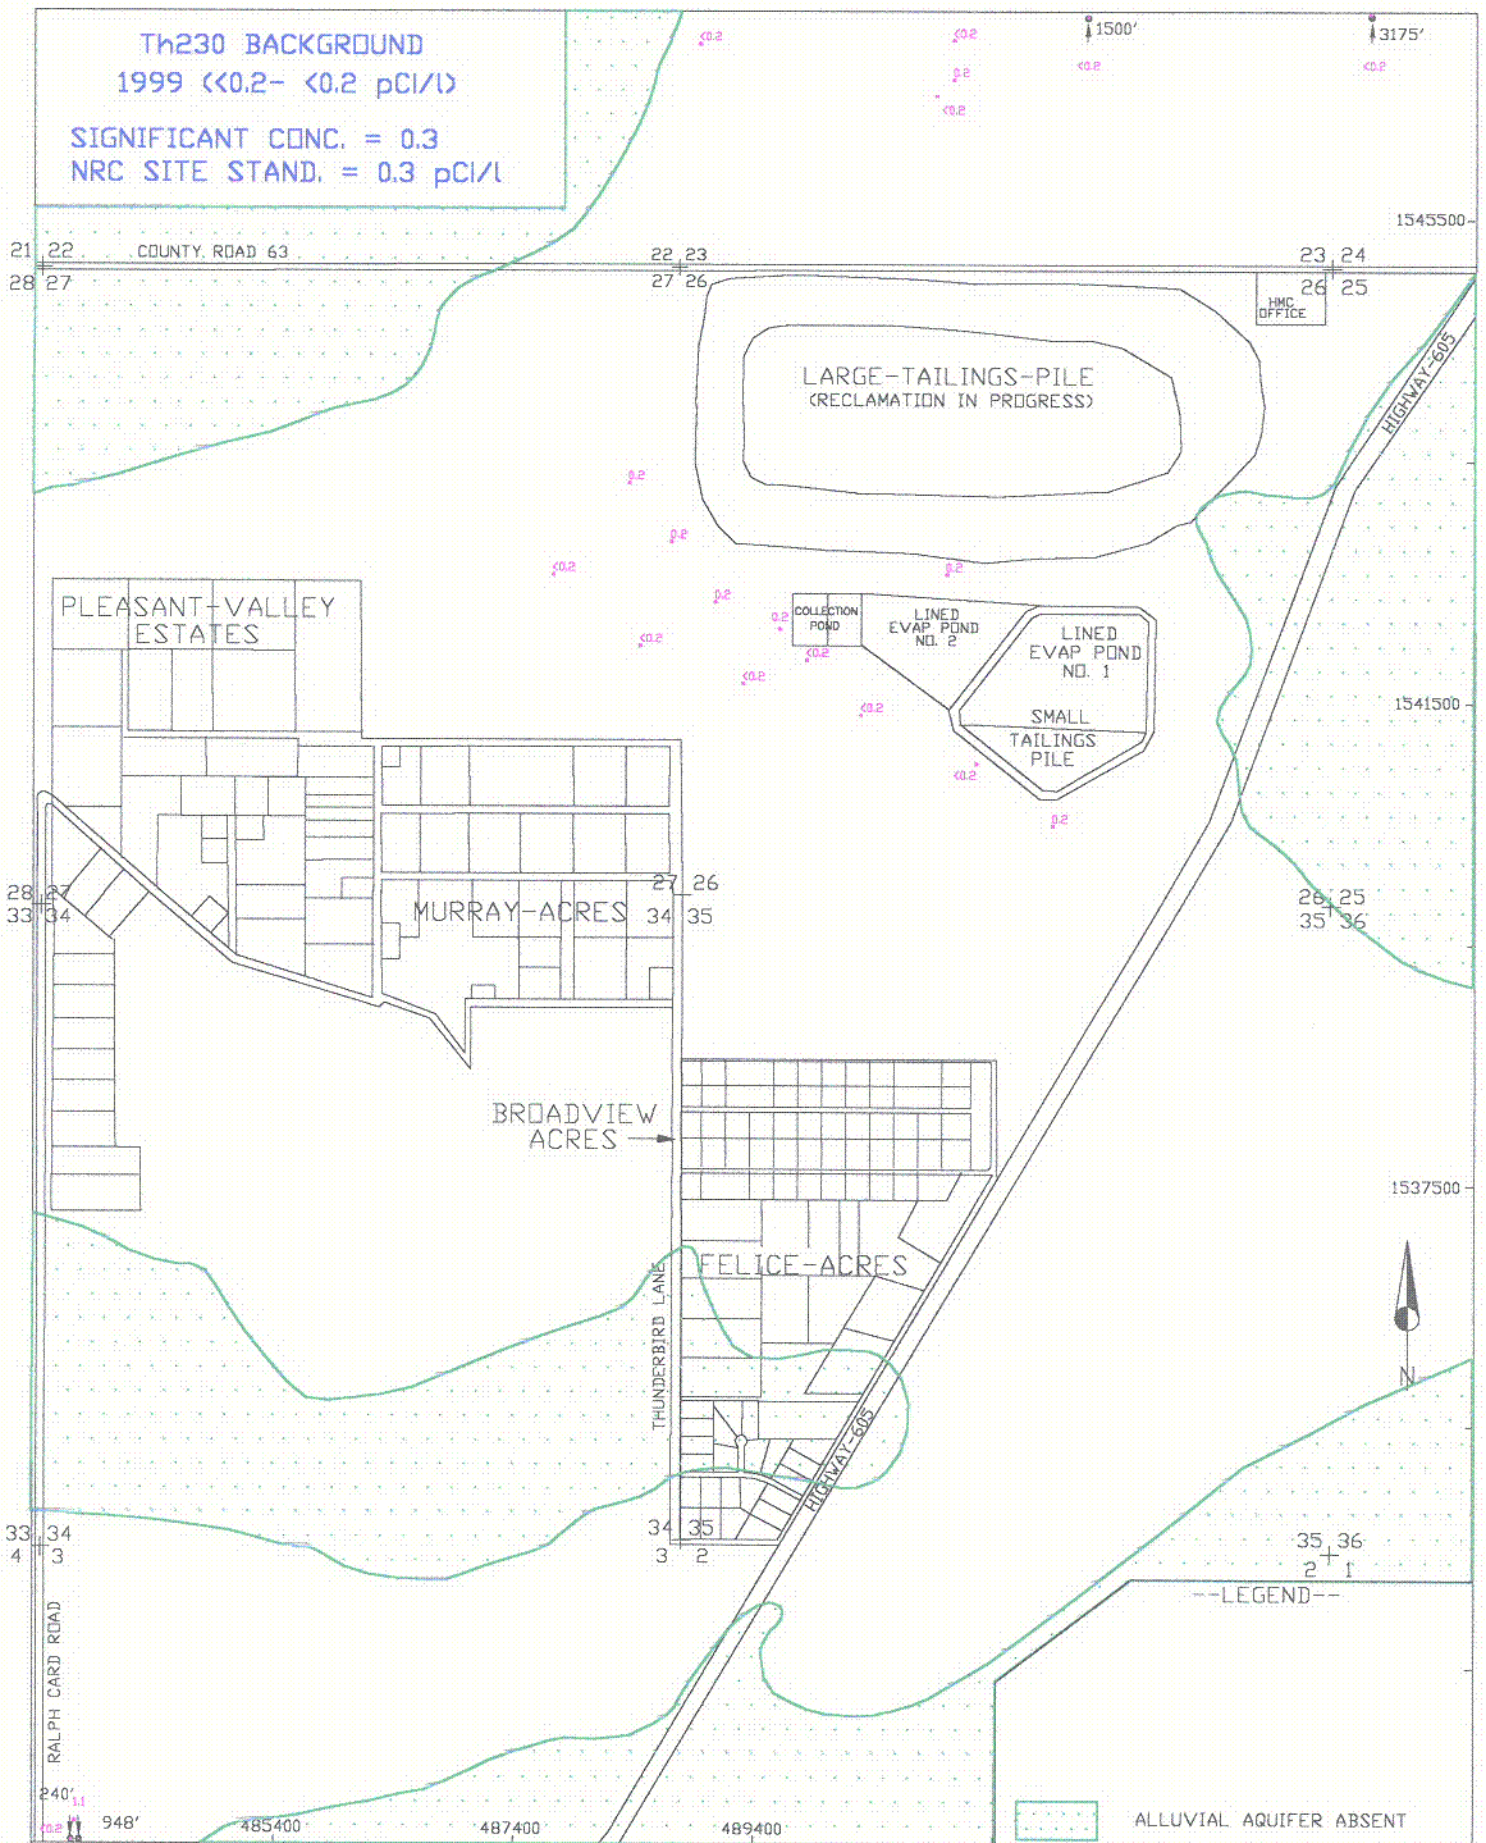 Th230 BACKGROUND
1999 (<0.2- <0.2 pCi/l)
SIGNIFICANT CONC. = 0.3
NRC SITE STAND. = 0.3 pCi/l
<0.2
<0.2
0.2
<0.2
1500'
<0.2
3175'
<0.2
1545500
21 22
28 27
COUNTY ROAD 63
22 23
27 26
23 24
26 25
HMC
OFFICE
HIGHWAY-605
LARGE-TAILINGS-PILE
(RECLAMATION IN PROGRESS)
0.2
0.2
<0.2
0.2
0.2
0.2
<0.2
<0.2
<0.2
<0.2
COLLECTION
POND
LINED
EVAP POND
NO. 2
LINED
EVAP POND
NO. 1
SMALL
TAILINGS
PILE
<0.2
0.2
1541500
PLEASANT-VALLEY
ESTATES
28 27
33 34
MURRAY-ACRES
27 26
34 35
26 25
35 36
BROADVIEW
ACRES
1537500
FELICE-ACRES
THUNDERBIRD LANE
HIGHWAY-605
N
33 34
4 3
34 35
3 2
35 36
2 1
--LEGEND--
RALPH CARD ROAD
240'
1.1
<0.2
948'
485400
487400
489400
ALLUVIAL AQUIFER ABSENT